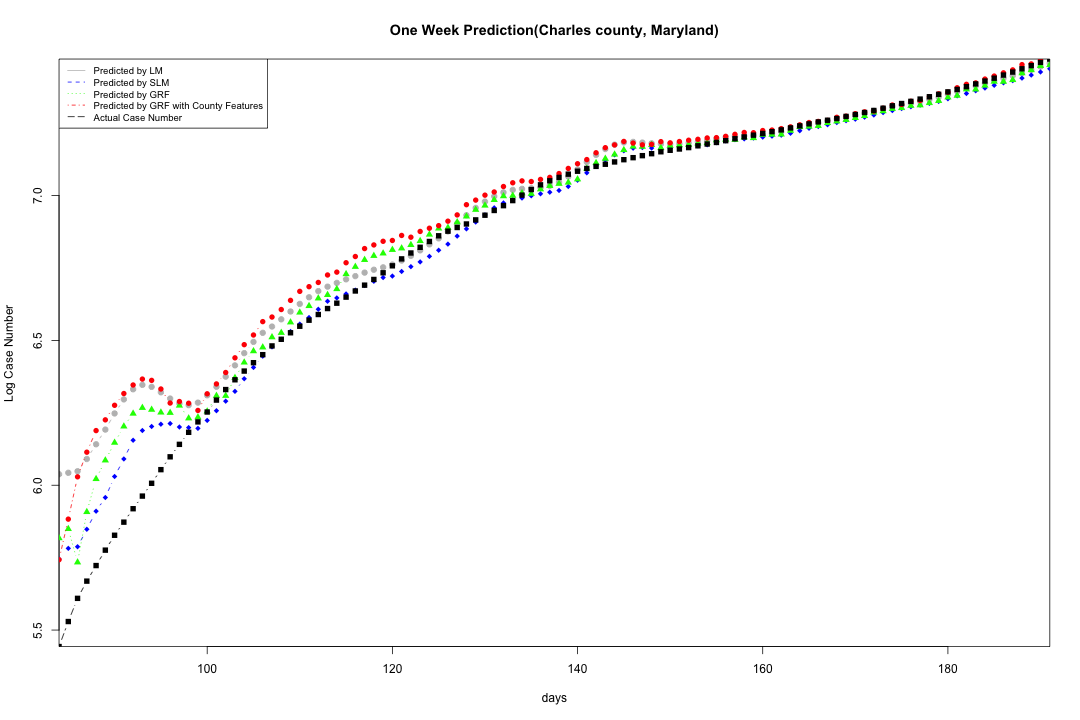 One Week Prediction(Charles county, Maryland)
Predicted by LM
Predicted by SLM
Predicted by GRF
Predicted by GRF with County Features
Actual Case Number
Log Case Number
7.0
6.5
6.0
5.5
100 120 140 160 180
days